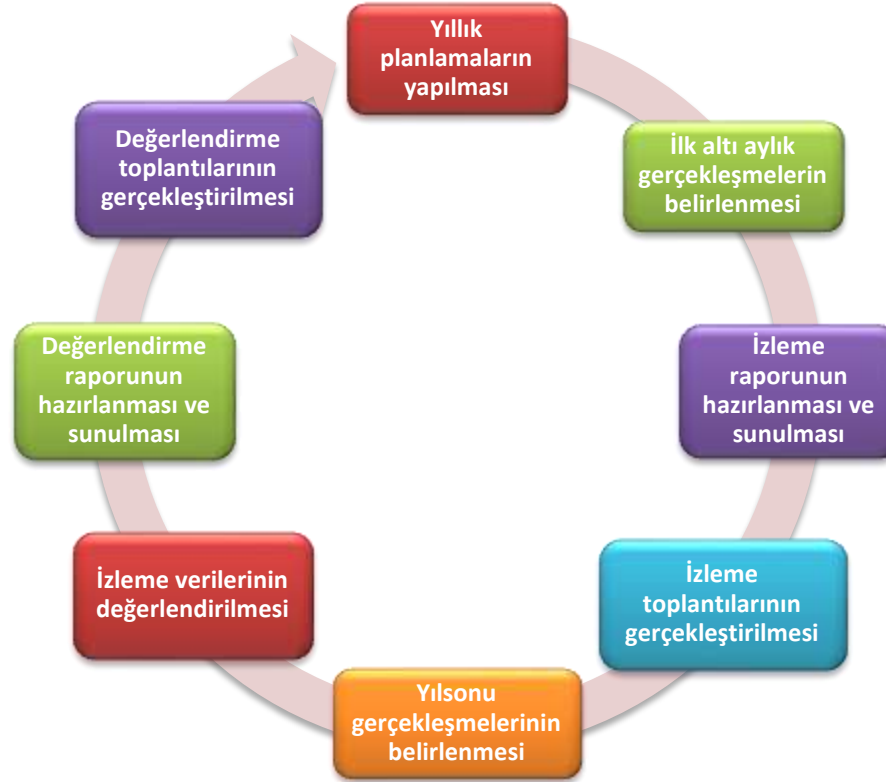 Yıllık
planlamaların
yapılması
İlk altı aylık
gerçekleşmelerin
belirlenmesi
İzleme
raporunun
hazırlanması ve
sunulması
İzleme
toplantılarının
gerçekleştirilmesi
Yılsonu
gerçekleşmelerinin
belirlenmesi
İzleme verilerinin
değerlendirilmesi
Değerlendirme
raporunun
hazırlanması ve
sunulması
Değerlendirme
toplantılarının
gerçekleştirilmesi